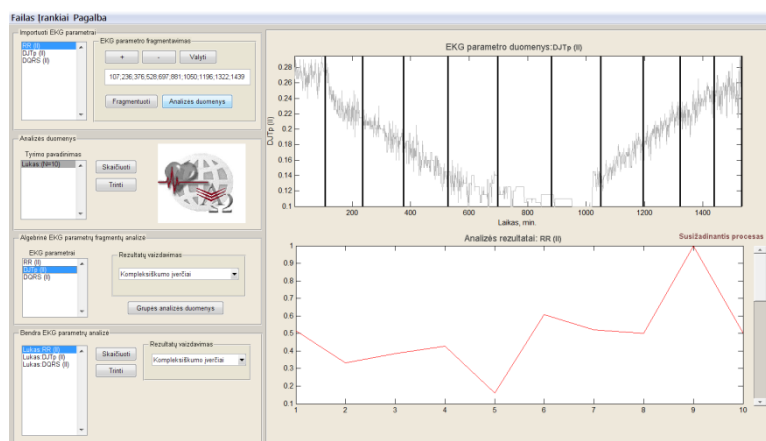 Failas Įrankiai Pagalba
Importuoti EKG parametrai
RR (II)
DJTp (II)
DQRS (II)
EKG parametro fragmentavimas
+ - Valyti
107;236;376;528;697;881;1050;1196;1322;1439
Fragmentuoti Analizės duomenys
Analizės duomenys
Tyrimo pavadinimas
Lukas (N=10)
Skaičiuoti
Trinti
Ω
Algebrinė EKG parametrų fragmentų analizė
EKG parametrai
RR (II)
DJTp (II)
DQRS (II)
Rezultatų vaizdavimas
Kompleksiškumo įverčiai
Grupės analizės duomenys
Bendra EKG parametrų analizė
Lukas:RR (II)
Lukas:DJTp (II)
Lukas:DQRS (II)
Skaičiuoti
Trinti
Rezultatų vaizdavimas
Kompleksiškumo įverčiai
EKG parametro duomenys:DJTp (II)
DJTp (II)
0.28
0.26
0.24
0.22
0.2
0.18
0.16
0.14
0.12
0.1
200 400 600 800 1000 1200 1400
Laikas, min.
Analizės rezultatai: RR (II)
Susižadinantis procesas
1
0.9
0.8
0.7
0.6
0.5
0.4
0.3
0.2
0.1
1 2 3 4 5 6 7 8 9 10